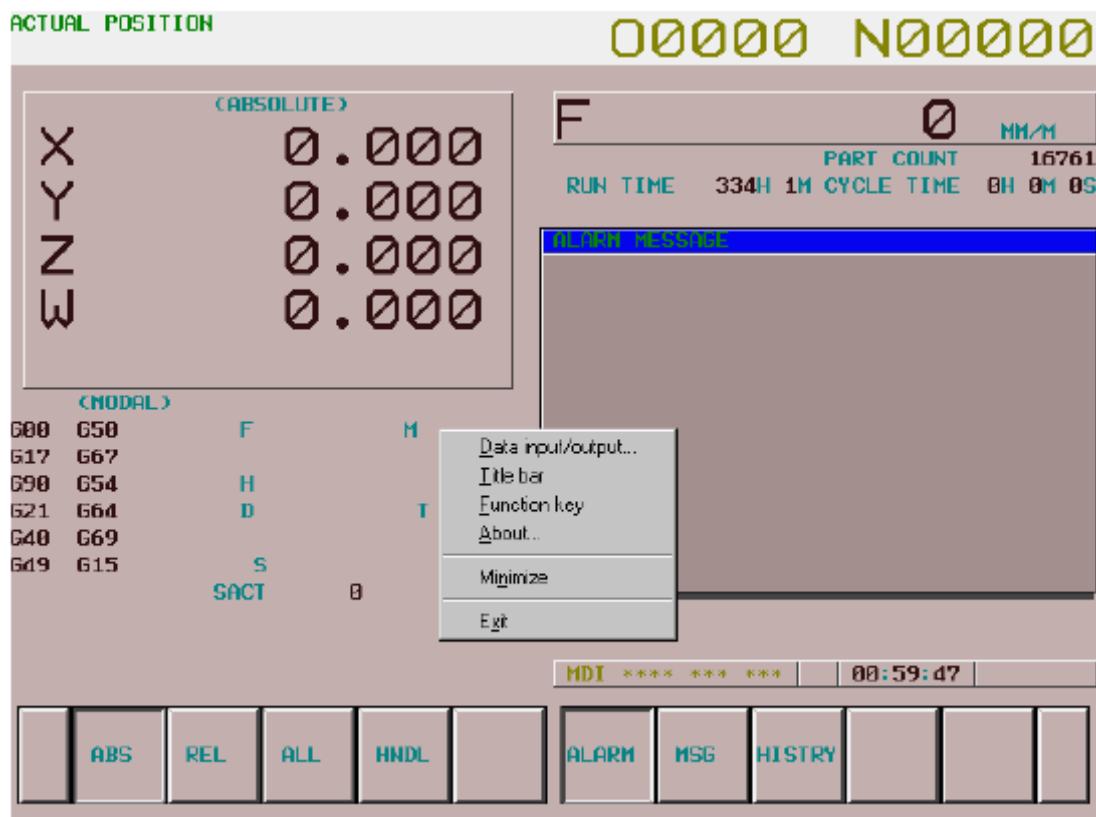 ACTUAL POSITION
O0000 N00000
(ABSOLUTE)
X 0.000
Y 0.000
Z 0.000
W 0.000
F 0 MM/M
PART COUNT 16761
RUN TIME 334H 1M CYCLE TIME 0H 0M 0S
ALARM MESSAGE
(MODAL)
G00 G50 F M
G17 G67
G90 G54 H
G21 G64 D T
G40 G69
G49 G15 S
SACT 0
Data input/output...
Title bar
Function key
About...
Minimize
Exit
MDI **** *** *** 00:59:47
ABS REL ALL HNDL ALARM MSG HISTRY